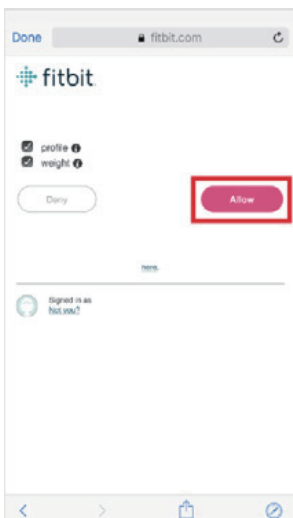 Done fitbit.com
fitbit
profile
weight
Deny Allow
here.
Signed in as
Not you?